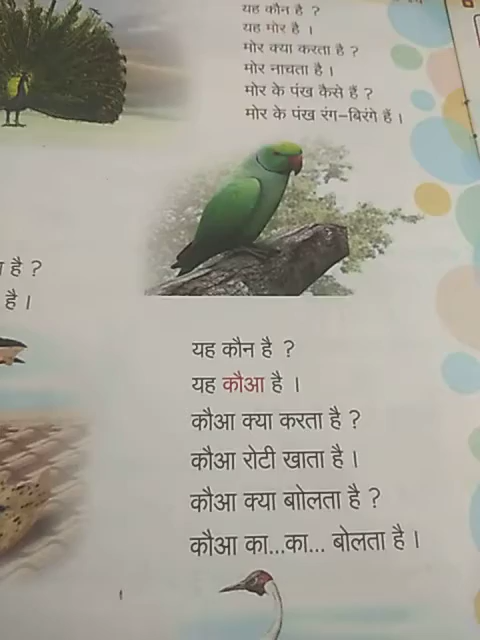 यह कौन है ?
यह मोर है ।
मोर क्या करता है ?
मोर नाचता है ।
मोर के पंख कैसे हैं ?
मोर के पंख रंग-बिरंगे हैं ।
है ?
है ।
यह कौन है ?
यह कौआ है ।
कौआ क्या करता है ?
कौआ रोटी खाता है ।
कौआ क्या बाोलता है ?
कौआ का...का... बोलता है ।